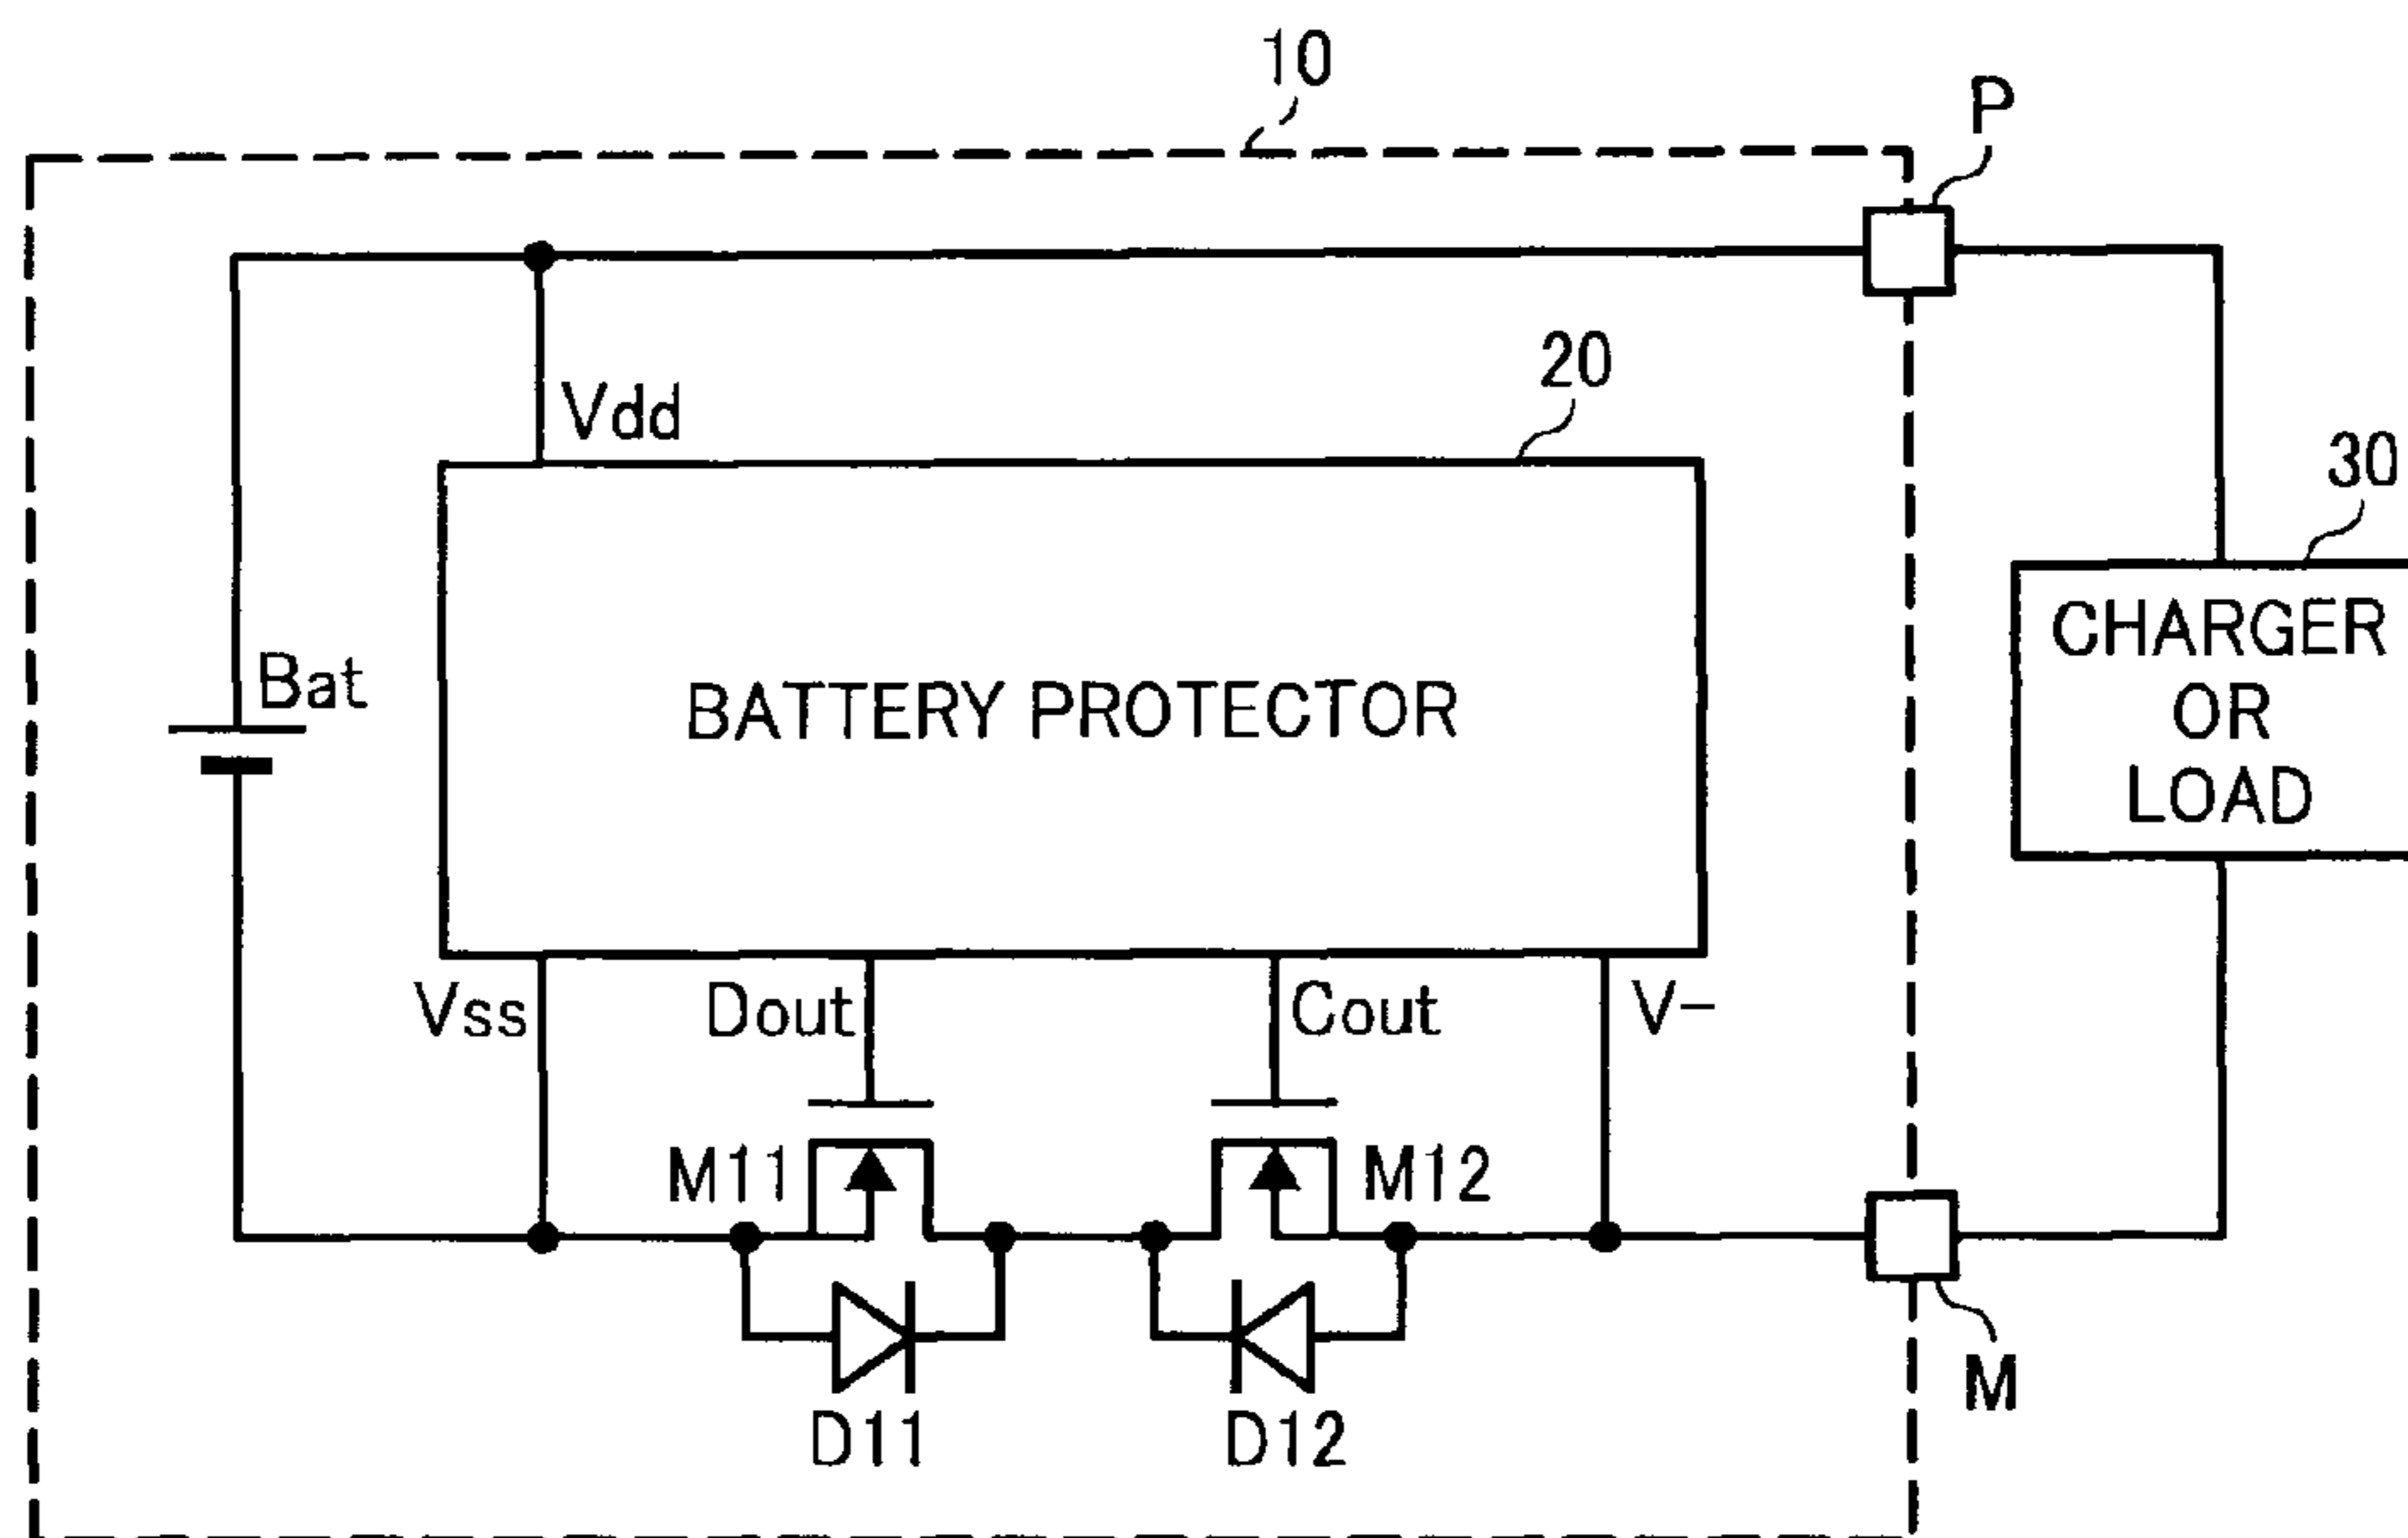 10
P
20
Vdd
30
CHARGER
OR
LOAD
Bat
BATTERY PROTECTOR
Vss
Dout
Cout
V-
M11
M12
D11
D12
M